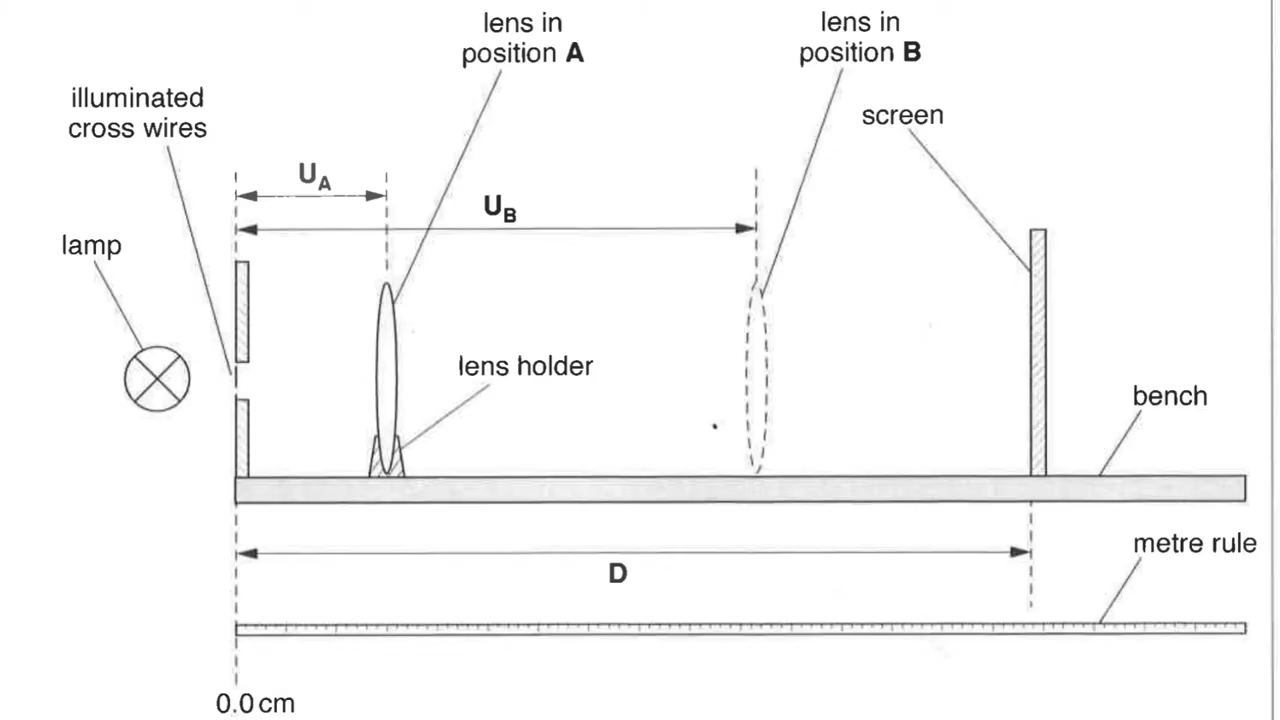 lens in
position A
lens in
position B
illuminated
cross wires
screen
U_A
U_B
lamp
lens holder
bench
D
metre rule
0.0 cm